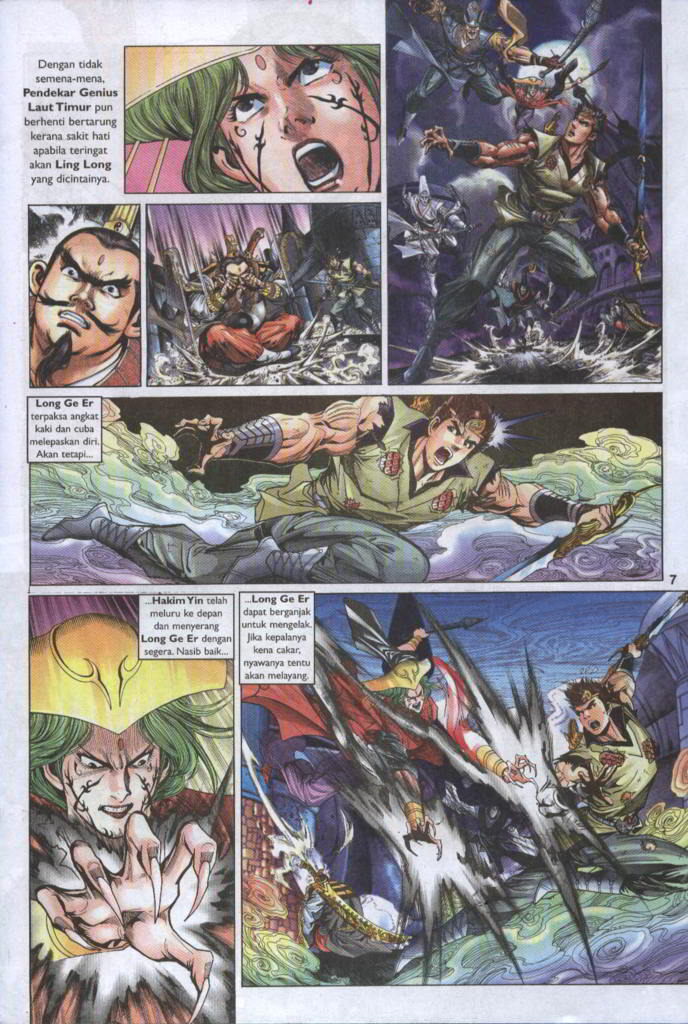 Dengan tidak
semena-mena,
Pendekar Genius
Laut Timur pun
berhenti bertarung
kerana sakit hati
apabila teringat
akan Ling Long
yang dicintainya.
Long Ge Er
terpaksa angkat
kaki dan cuba
melepaskan diri.
Akan tetapi...
7
...Hakim Yin telah
meluru ke depan
dan menyerang
Long Ge Er dengan
segera. Nasib baik...
...Long Ge Er
dapat berganjak
untuk mengelak.
Jika kepalanya
kena cakar,
nyawanya tentu
akan melayang.